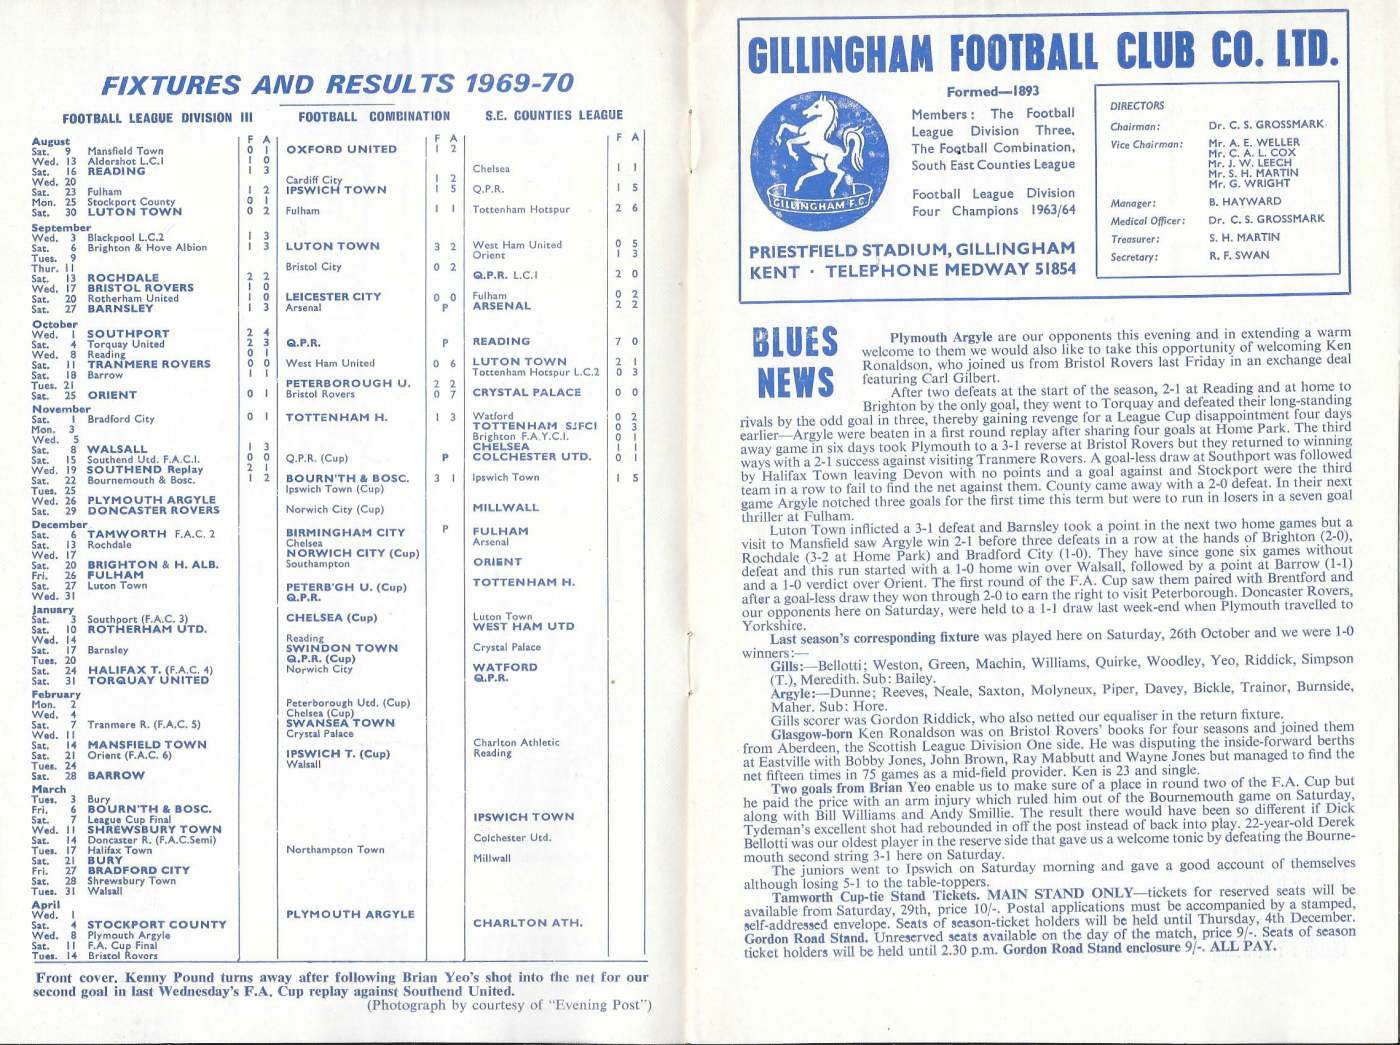 FIXTURES AND RESULTS 1969-70
FOOTBALL LEAGUE DIVISION III
August F A
Sat. 9 Mansfield Town 0 1
Wed. 13 Aldershot L.C.I 1 0
Sat. 16 READING 1 3
Wed. 20
Sat. 23 Fulham 1 2
Mon. 25 Stockport County 0 1
Sat. 30 LUTON TOWN 0 2
September
Wed. 3 Blackpool L.C.2 1 3
Sat. 6 Brighton & Hove Albion 1 3
Tues. 9
Thur. 11
Sat. 13 ROCHDALE 2 2
Wed. 17 BRISTOL ROVERS 1 0
Sat. 20 Rotherham United 1 0
Sat. 27 BARNSLEY 1 3
October
Wed. 1 SOUTHPORT 2 4
Sat. 4 Torquay United 2 3
Wed. 8 Reading 0 1
Sat. 11 TRANMERE ROVERS 0 0
Sat. 18 Barrow 1 1
Tues. 21
Sat. 25 ORIENT 0 1
November
Sat. 1 Bradford City 0 1
Mon. 3
Wed. 5
Sat. 8 WALSALL 1 3
Sat. 15 Southend Utd. F.A.C.I. 0 0
Wed. 19 SOUTHEND Replay 2 1
Sat. 22 Bournemouth & Bosc. 1 2
Tues. 25
Wed. 26 PLYMOUTH ARGYLE
Sat. 29 DONCASTER ROVERS
December
Sat. 6 TAMWORTH F.A.C. 2
Sat. 13 Rochdale
Wed. 17
Sat. 20 BRIGHTON & H. ALB.
Fri. 26 FULHAM
Sat. 27 Luton Town
Wed. 31
January
Sat. 3 Southport (F.A.C. 3)
Sat. 10 ROTHERHAM UTD.
Wed. 14
Sat. 17 Barnsley
Tues. 20
Sat. 24 HALIFAX T. (F.A.C. 4)
Sat. 31 TORQUAY UNITED
February
Mon. 2
Wed. 4
Sat. 7 Tranmere R. (F.A.C. 5)
Wed. 11
Sat. 14 MANSFIELD TOWN
Sat. 21 Orient (F.A.C. 6)
Tues. 24
Sat. 28 BARROW
March
Tues. 3 Bury
Fri. 6 BOURN'TH & BOSC.
Sat. 7 League Cup Final
Wed. 11 SHREWSBURY TOWN
Sat. 14 Doncaster R. (F.A.C.Semi)
Tues. 17 Halifax Town
Sat. 21 BURY
Fri. 27 BRADFORD CITY
Sat. 28 Shrewsbury Town
Tues. 31 Walsall
April
Wed. 1
Sat. 4 STOCKPORT COUNTY
Wed. 8 Plymouth Argyle
Sat. 11 F.A. Cup Final
Tues. 14 Bristol Rovers
FOOTBALL COMBINATION
F A
OXFORD UNITED 1 2
Cardiff City 1 2
IPSWICH TOWN 1 5
Fulham 1 1
LUTON TOWN 3 2
Bristol City 0 2
LEICESTER CITY 0 0
Arsenal P
Q.P.R. P
West Ham United 0 6
PETERBOROUGH U. 2 2
Bristol Rovers 0 7
TOTTENHAM H. 1 3
Q.P.R. (Cup) P
BOURN'TH & BOSC. 3 1
Ipswich Town (Cup)
Norwich City (Cup)
BIRMINGHAM CITY P
Chelsea
NORWICH CITY (Cup)
Southampton
PETERB'GH U. (Cup)
Q.P.R.
CHELSEA (Cup)
Reading
SWINDON TOWN
Q.P.R. (Cup)
Norwich City
Peterborough Utd. (Cup)
Chelsea (Cup)
SWANSEA TOWN
Crystal Palace
IPSWICH T. (Cup)
Walsall
Northampton Town
PLYMOUTH ARGYLE
S.E. COUNTIES LEAGUE
F A
Chelsea 1 1
Q.P.R. 1 5
Tottenham Hotspur 2 6
West Ham United 0 5
Orient 1 3
Q.P.R. L.C.I 2 0
Fulham 0 2
ARSENAL 2 2
READING 7 0
LUTON TOWN 2 1
Tottenham Hotspur L.C.2 0 3
CRYSTAL PALACE 0 0
Watford 0 2
TOTTENHAM SJFCI 0 3
Brighton F.A.Y.C.I. 0 1
CHELSEA 1 1
COLCHESTER UTD. 0 1
Ipswich Town 1 5
MILLWALL
FULHAM
Arsenal
ORIENT
TOTTENHAM H.
Luton Town
WEST HAM UTD
Crystal Palace
WATFORD
Q.P.R.
Charlton Athletic
Reading
IPSWICH TOWN
Colchester Utd.
Millwall
CHARLTON ATH.
Front cover. Kenny Pound turns away after following Brian Yeo's shot into the net for our
second goal in last Wednesday's F.A. Cup replay against Southend United.
(Photograph by courtesy of "Evening Post")
GILLINGHAM FOOTBALL CLUB CO. LTD.
GILLINGHAM F.C.
Formed—1893
Members: The Football
League Division Three,
The Football Combination,
South East Counties League
Football League Division
Four Champions 1963/64
PRIESTFIELD STADIUM, GILLINGHAM
KENT · TELEPHONE MEDWAY 51854
DIRECTORS
Chairman: Dr. C. S. GROSSMARK
Vice Chairman: Mr. A. E. WELLER
Mr. C. A. L. COX
Mr. J. W. LEECH
Mr. S. H. MARTIN
Mr. G. WRIGHT
Manager: B. HAYWARD
Medical Officer: Dr. C. S. GROSSMARK
Treasurer: S. H. MARTIN
Secretary: R. F. SWAN
BLUES
NEWS
Plymouth Argyle are our opponents this evening and in extending a warm
welcome to them we would also like to take this opportunity of welcoming Ken
Ronaldson, who joined us from Bristol Rovers last Friday in an exchange deal
featuring Carl Gilbert.
After two defeats at the start of the season, 2-1 at Reading and at home to
Brighton by the only goal, they went to Torquay and defeated their long-standing
rivals by the odd goal in three, thereby gaining revenge for a League Cup disappointment four days
earlier—Argyle were beaten in a first round replay after sharing four goals at Home Park. The third
away game in six days took Plymouth to a 3-1 reverse at Bristol Rovers but they returned to winning
ways with a 2-1 success against visiting Tranmere Rovers. A goal-less draw at Southport was followed
by Halifax Town leaving Devon with no points and a goal against and Stockport were the third
team in a row to fail to find the net against them. County came away with a 2-0 defeat. In their next
game Argyle notched three goals for the first time this term but were to run in losers in a seven goal
thriller at Fulham.
Luton Town inflicted a 3-1 defeat and Barnsley took a point in the next two home games but a
visit to Mansfield saw Argyle win 2-1 before three defeats in a row at the hands of Brighton (2-0),
Rochdale (3-2 at Home Park) and Bradford City (1-0). They have since gone six games without
defeat and this run started with a 1-0 home win over Walsall, followed by a point at Barrow (1-1)
and a 1-0 verdict over Orient. The first round of the F.A. Cup saw them paired with Brentford and
after a goal-less draw they won through 2-0 to earn the right to visit Peterborough. Doncaster Rovers,
our opponents here on Saturday, were held to a 1-1 draw last week-end when Plymouth travelled to
Yorkshire.
Last season's corresponding fixture was played here on Saturday, 26th October and we were 1-0
winners:—
Gills:—Bellotti; Weston, Green, Machin, Williams, Quirke, Woodley, Yeo, Riddick, Simpson
(T.), Meredith. Sub: Bailey.
Argyle:—Dunne; Reeves, Neale, Saxton, Molyneux, Piper, Davey, Bickle, Trainor, Burnside,
Maher. Sub: Hore.
Gills scorer was Gordon Riddick, who also netted our equaliser in the return fixture.
Glasgow-born Ken Ronaldson was on Bristol Rovers' books for four seasons and joined them
from Aberdeen, the Scottish League Division One side. He was disputing the inside-forward berths
at Eastville with Bobby Jones, John Brown, Ray Mabbutt and Wayne Jones but managed to find the
net fifteen times in 75 games as a mid-field provider. Ken is 23 and single.
Two goals from Brian Yeo enable us to make sure of a place in round two of the F.A. Cup but
he paid the price with an arm injury which ruled him out of the Bournemouth game on Saturday,
along with Bill Williams and Andy Smillie. The result there would have been so different if Dick
Tydeman's excellent shot had rebounded in off the post instead of back into play. 22-year-old Derek
Bellotti was our oldest player in the reserve side that gave us a welcome tonic by defeating the Bourne-
mouth second string 3-1 here on Saturday.
The juniors went to Ipswich on Saturday morning and gave a good account of themselves
although losing 5-1 to the table-toppers.
Tamworth Cup-tie Stand Tickets. MAIN STAND ONLY—tickets for reserved seats will be
available from Saturday, 29th, price 10/-. Postal applications must be accompanied by a stamped,
self-addressed envelope. Seats of season-ticket holders will be held until Thursday, 4th December.
Gordon Road Stand. Unreserved seats available on the day of the match, price 9/-. Seats of season
ticket holders will be held until 2.30 p.m. Gordon Road Stand enclosure 9/-. ALL PAY.